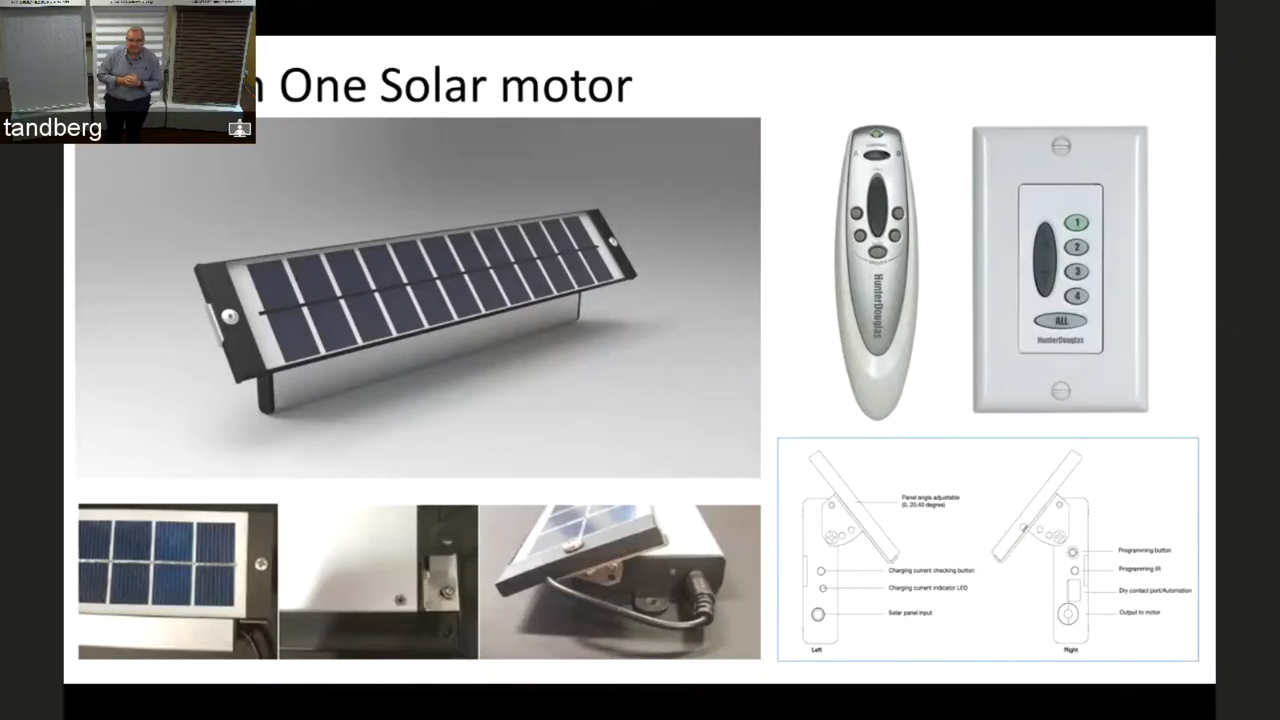 n One Solar motor
tandberg
A
D
HunterDouglas
1
2
3
4
ALL
HunterDouglas
Panel angle adjustable
(0, 20,40 degree)
Charging current checking button
Charging current indicator LED
Solar panel input
Left
Programming button
Programming IR
Dry contact port/Automation
Output to motor
Right